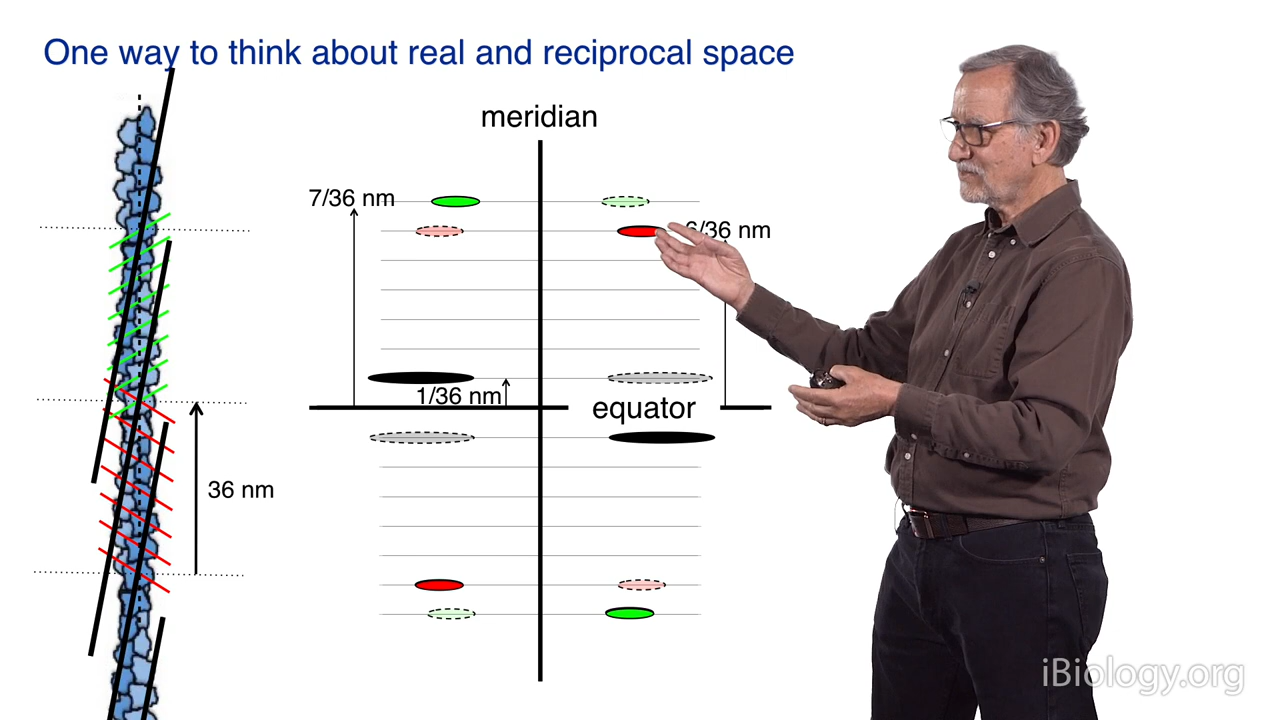 One way to think about real and reciprocal space
meridian
7/36 nm
6/36 nm
1/36 nm
equator
36 nm
iBiology.org